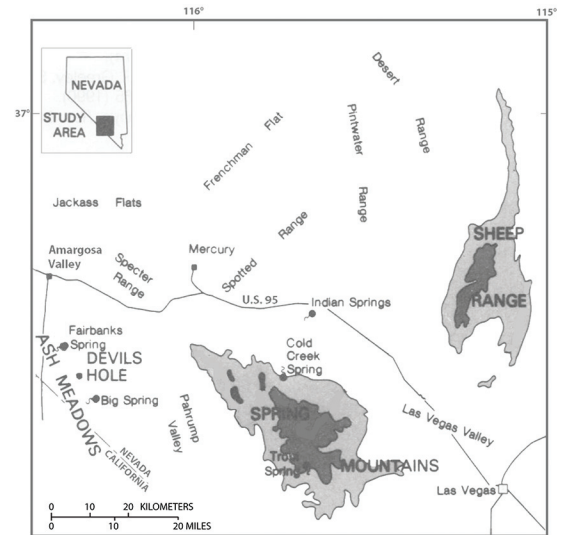 116°
115°
37°
NEVADA
STUDY
AREA
Desert
Range
Pintwater
Range
Frenchman Flat
Jackass Flats
Spotted
Range
SHEEP
RANGE
Mercury
Amargosa
Valley
Specter
Range
U.S. 95
Indian Springs
Fairbanks
Spring
DEVILS
HOLE
ASH MEADOWS
Big Spring
Cold
Creek
Spring
Pahrump
Valley
SPRING
MOUNTAINS
Trout
Spring
Las Vegas Valley
Las Vegas
NEVADA
CALIFORNIA
0 10 20 KILOMETERS
0 10 20 MILES